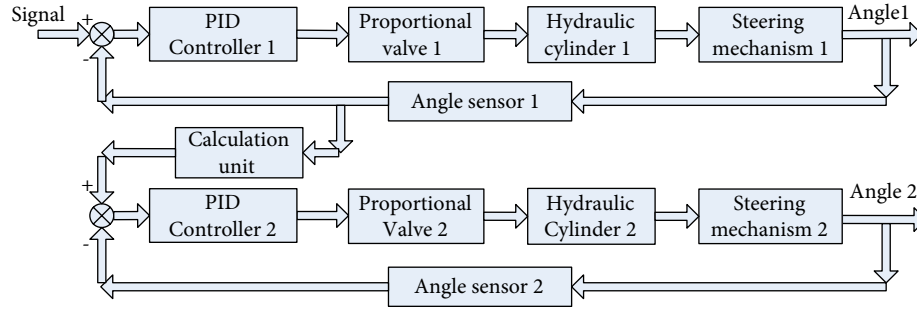 Signal
+
-
PID
Controller 1
Proportional
valve 1
Hydraulic
cylinder 1
Steering
mechanism 1
Angle1
Angle sensor 1
Calculation
unit
+
-
PID
Controller 2
Proportional
Valve 2
Hydraulic
Cylinder 2
Steering
mechanism 2
Angle 2
Angle sensor 2